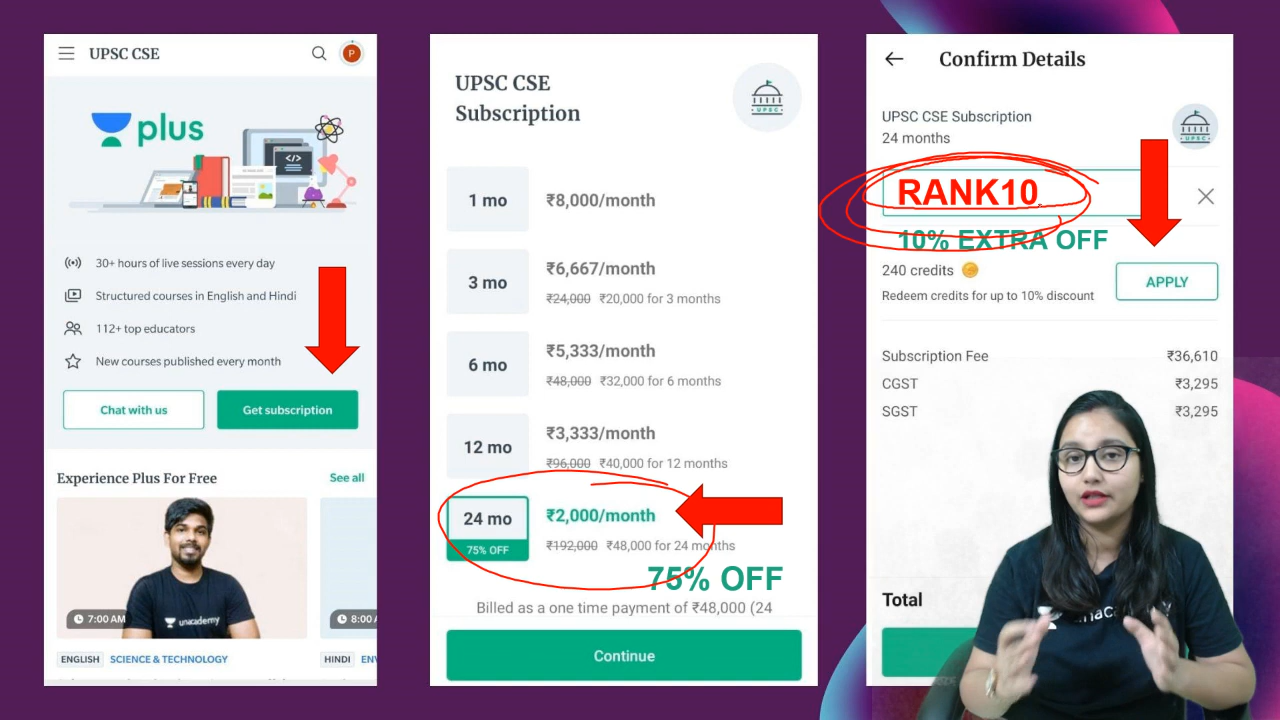 UPSC CSE
P
plus
</>
30+ hours of live sessions every day
Structured courses in English and Hindi
112+ top educators
New courses published every month
Chat with us
Get subscription
Experience Plus For Free
See all
7:00 AM
unacademy
8:00
ENGLISH SCIENCE & TECHNOLOGY
HINDI
UPSC CSE
Subscription
UPSC
1 mo ₹8,000/month
3 mo ₹6,667/month
₹24,000 ₹20,000 for 3 months
6 mo ₹5,333/month
₹48,000 ₹32,000 for 6 months
12 mo ₹3,333/month
₹96,000 ₹40,000 for 12 months
24 mo ₹2,000/month
75% OFF ₹192,000 ₹48,000 for 24 months
75% OFF
Billed as a one time payment of ₹48,000 (24
Continue
Confirm Details
UPSC CSE Subscription
24 months
UPSC
RANK10
10% EXTRA OFF
240 credits
Redeem credits for up to 10% discount
APPLY
Subscription Fee ₹36,610
CGST ₹3,295
SGST ₹3,295
Total